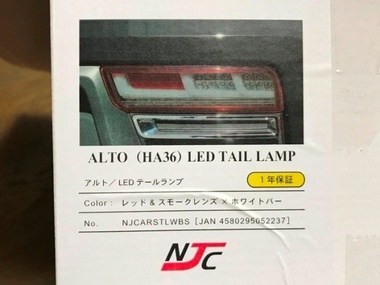 ALTO（HA36）LED TAIL LAMP
アルト／LEDテールランプ 1年保証
Color : レッド＆スモークレンズ×ホワイトバー
No. NJCARSTLWBS［JAN 4580295052237］
NJC